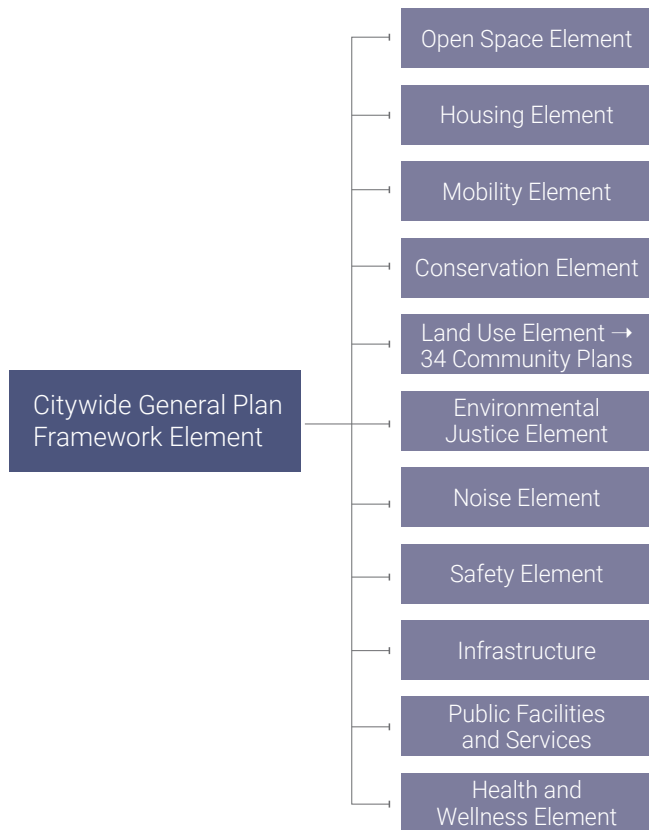 Citywide General Plan
Framework Element
Open Space Element
Housing Element
Mobility Element
Conservation Element
Land Use Element →
34 Community Plans
Environmental
Justice Element
Noise Element
Safety Element
Infrastructure
Public Facilities
and Services
Health and
Wellness Element